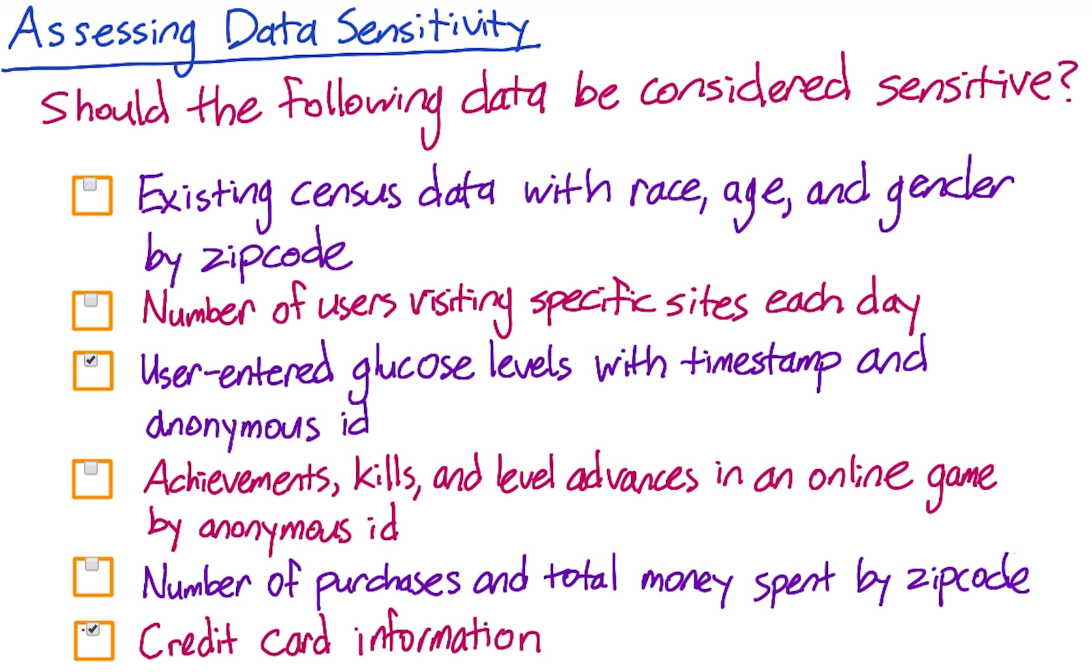 Assessing Data Sensitivity
Should the following data be considered sensitive?
Existing census data with race, age, and gender
by zipcode
Number of users visiting specific sites each day
User-entered glucose levels with timestamp and
anonymous id
Achievements, kills, and level advances in an online game
by anonymous id
Number of purchases and total money spent by zipcode
Credit card information